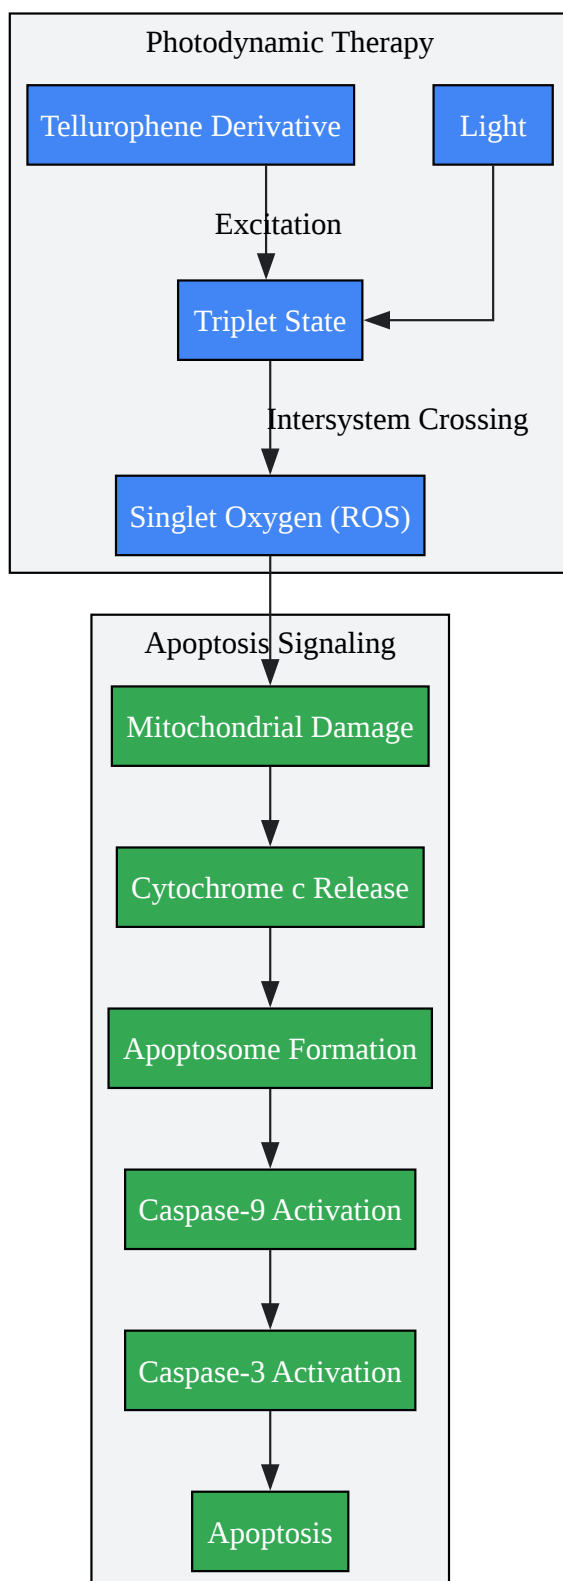 Photodynamic Therapy
Tellurophene Derivative
Light
Excitation
Triplet State
Intersystem Crossing
Singlet Oxygen (ROS)
Apoptosis Signaling
Mitochondrial Damage
Cytochrome c Release
Apoptosome Formation
Caspase-9 Activation
Caspase-3 Activation
Apoptosis